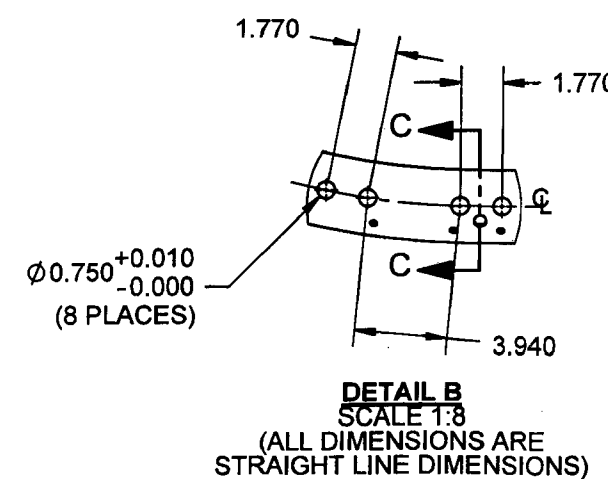 1.770
1.770
C
℄
Ø0.750 +0.010
-0.000
(8 PLACES)
C
3.940
DETAIL B
SCALE 1:8
(ALL DIMENSIONS ARE
STRAIGHT LINE DIMENSIONS)